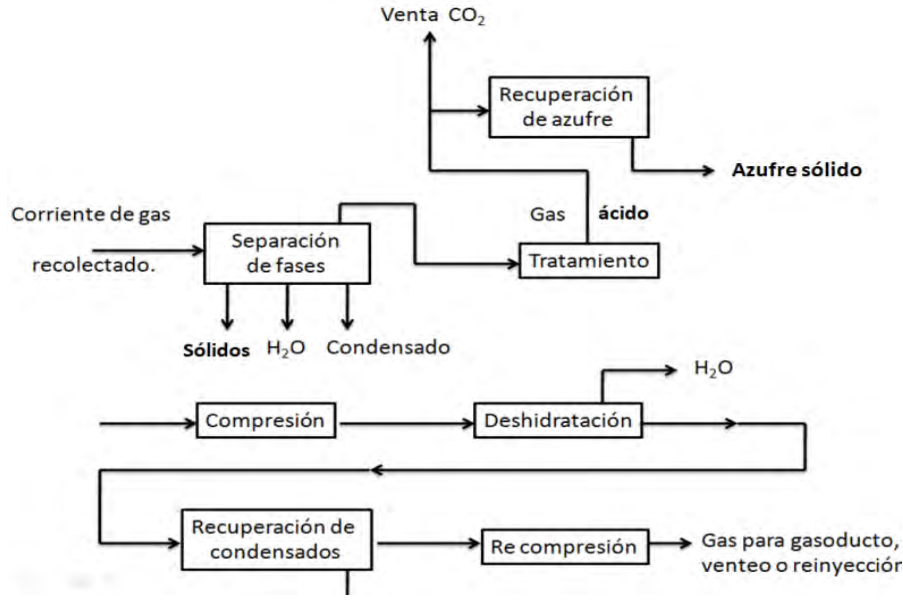 Venta CO₂
Recuperación
de azufre
Azufre sólido
Corriente de gas
recolectado.
Separación
de fases
Gas ácido
Tratamiento
Sólidos H₂O Condensado
H₂O
Compresión
Deshidratación
Recuperación de
condensados
Re compresión
Gas para gasoducto,
venteo o reinyección